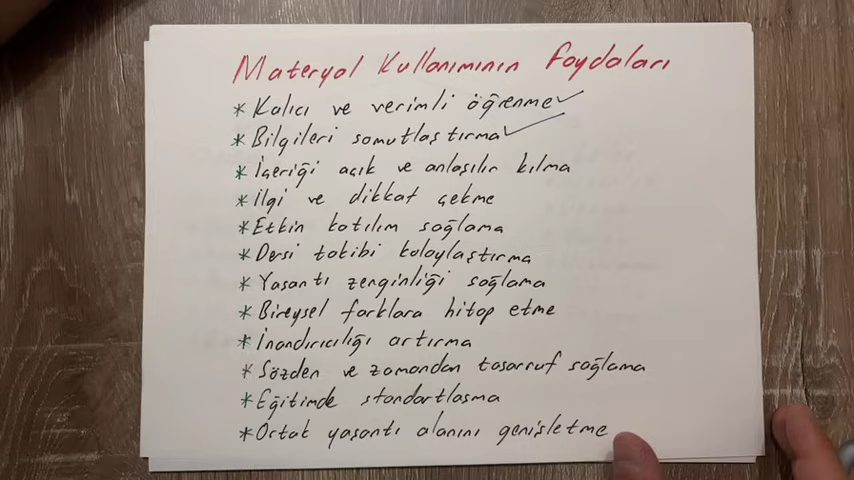 Materyal Kullanımının Faydaları
* Kalıcı ve verimli öğrenme ✓
* Bilgileri somutlaştırma ✓
* İçeriği açık ve anlaşılır kılma
* İlgi ve dikkat çekme
* Etkin katılım sağlama
* Dersi takibi kolaylaştırma
* Yaşantı zenginliği sağlama
* Bireysel farklara hitap etme
* İnandırıcılığı artırma
* Sözden ve zamandan tasarruf sağlama
* Eğitimde standartlaşma
* Ortak yaşantı alanını genişletme